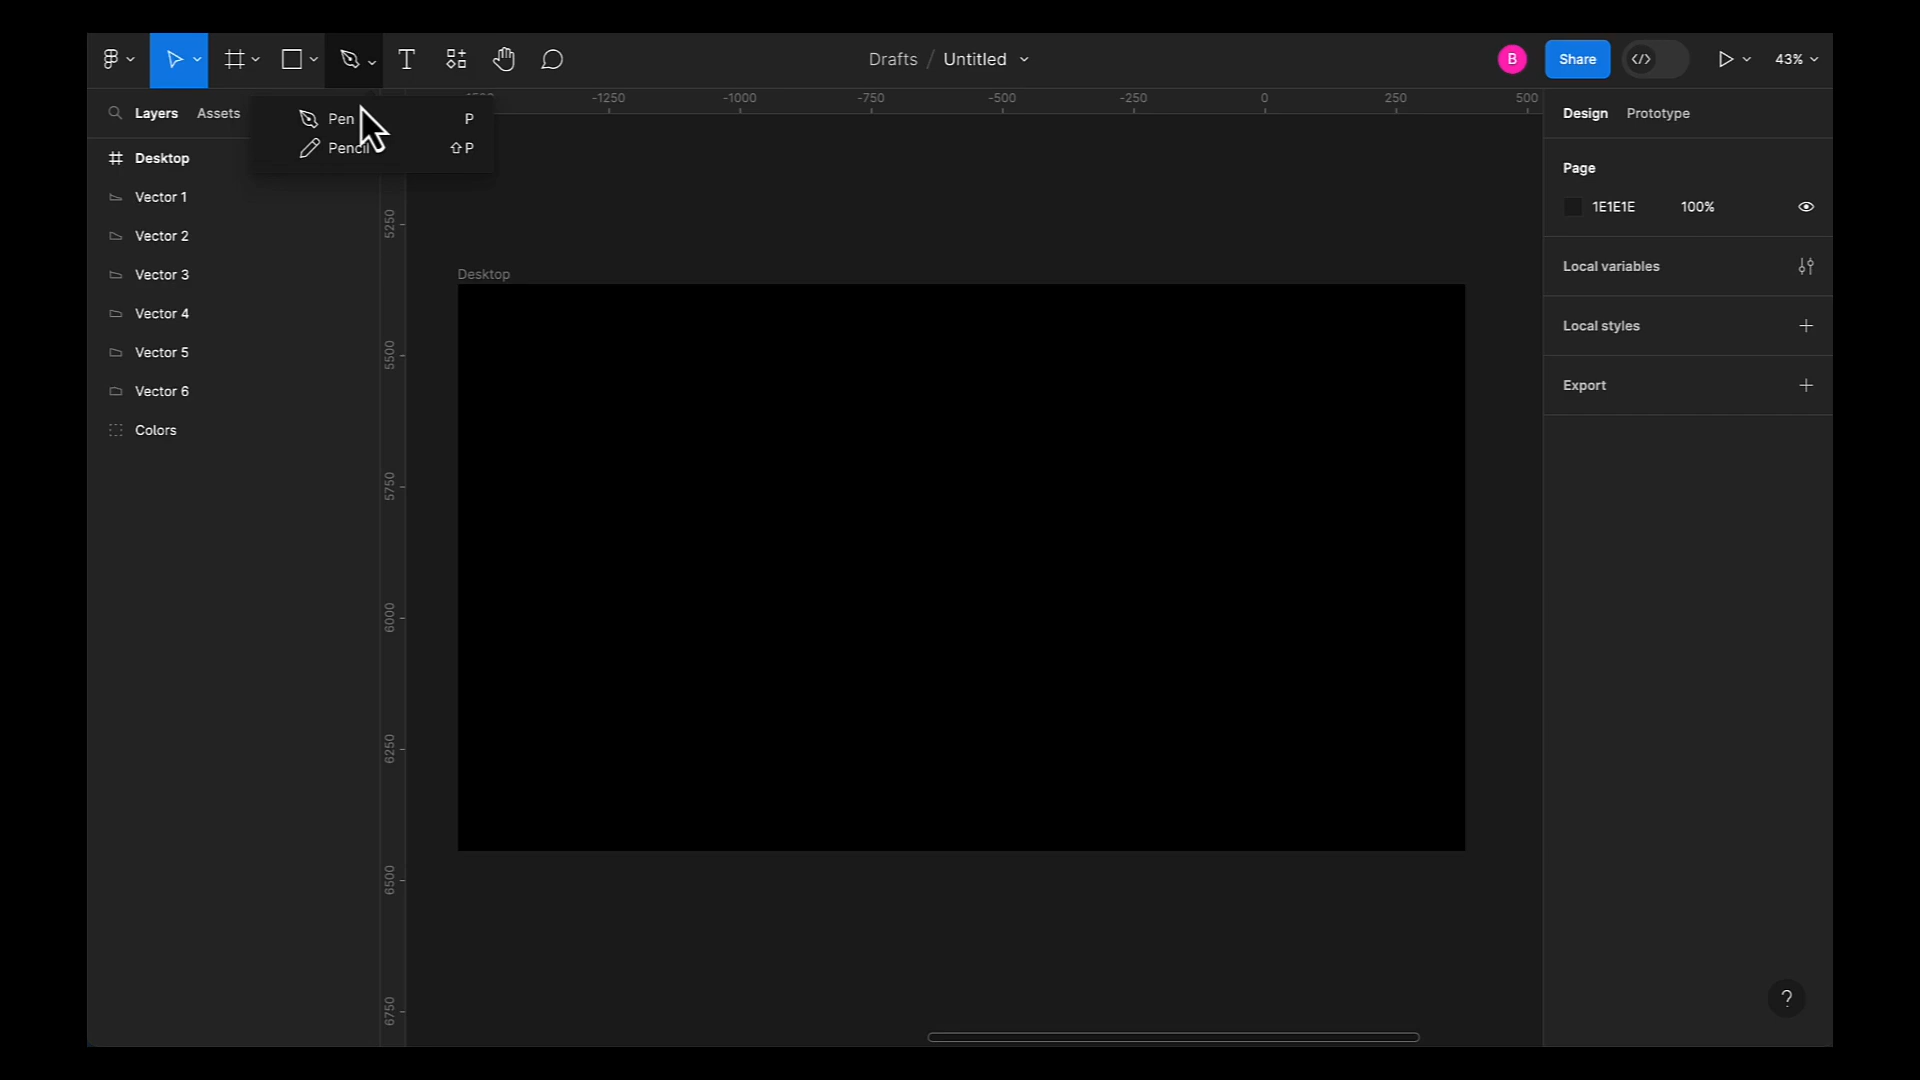 Drafts / Untitled
B
Share
43%
Layers
Assets
Pen P
Pencil ⇧P
Desktop
Vector 1
Vector 2
Vector 3
Vector 4
Vector 5
Vector 6
Colors
-1250 -1000 -750 -500 -250 0 250 500
5250
5500
5750
6000
6250
6500
6750
Desktop
Design
Prototype
Page
1E1E1E 100%
Local variables
Local styles
Export
?